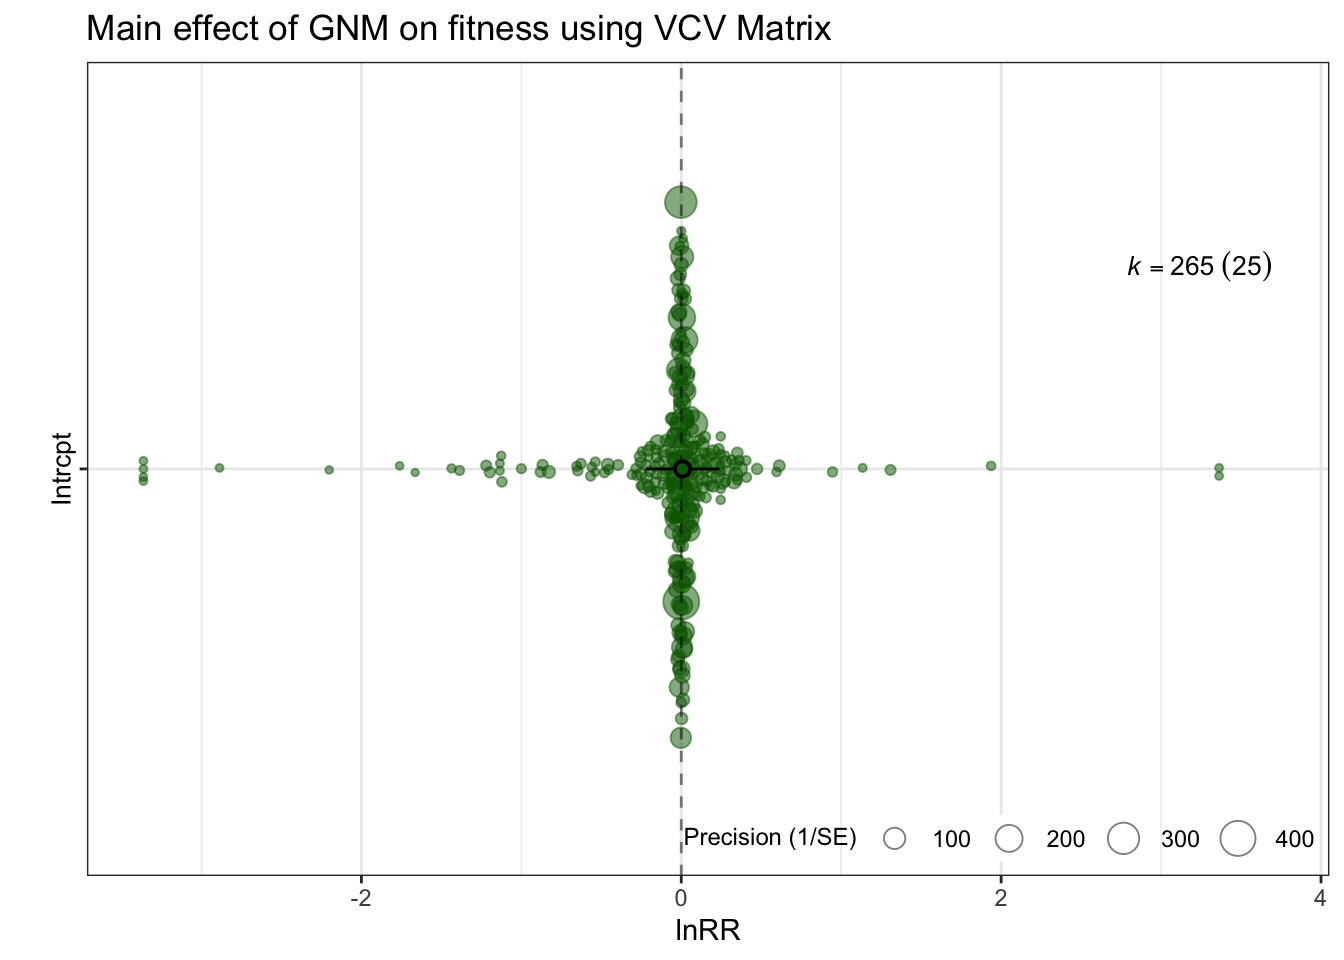 Main effect of GNM on fitness using VCV Matrix
k = 265 (25)
Intrcpt
Precision (1/SE) 100 200 300 400
-2 0 2 4
lnRR